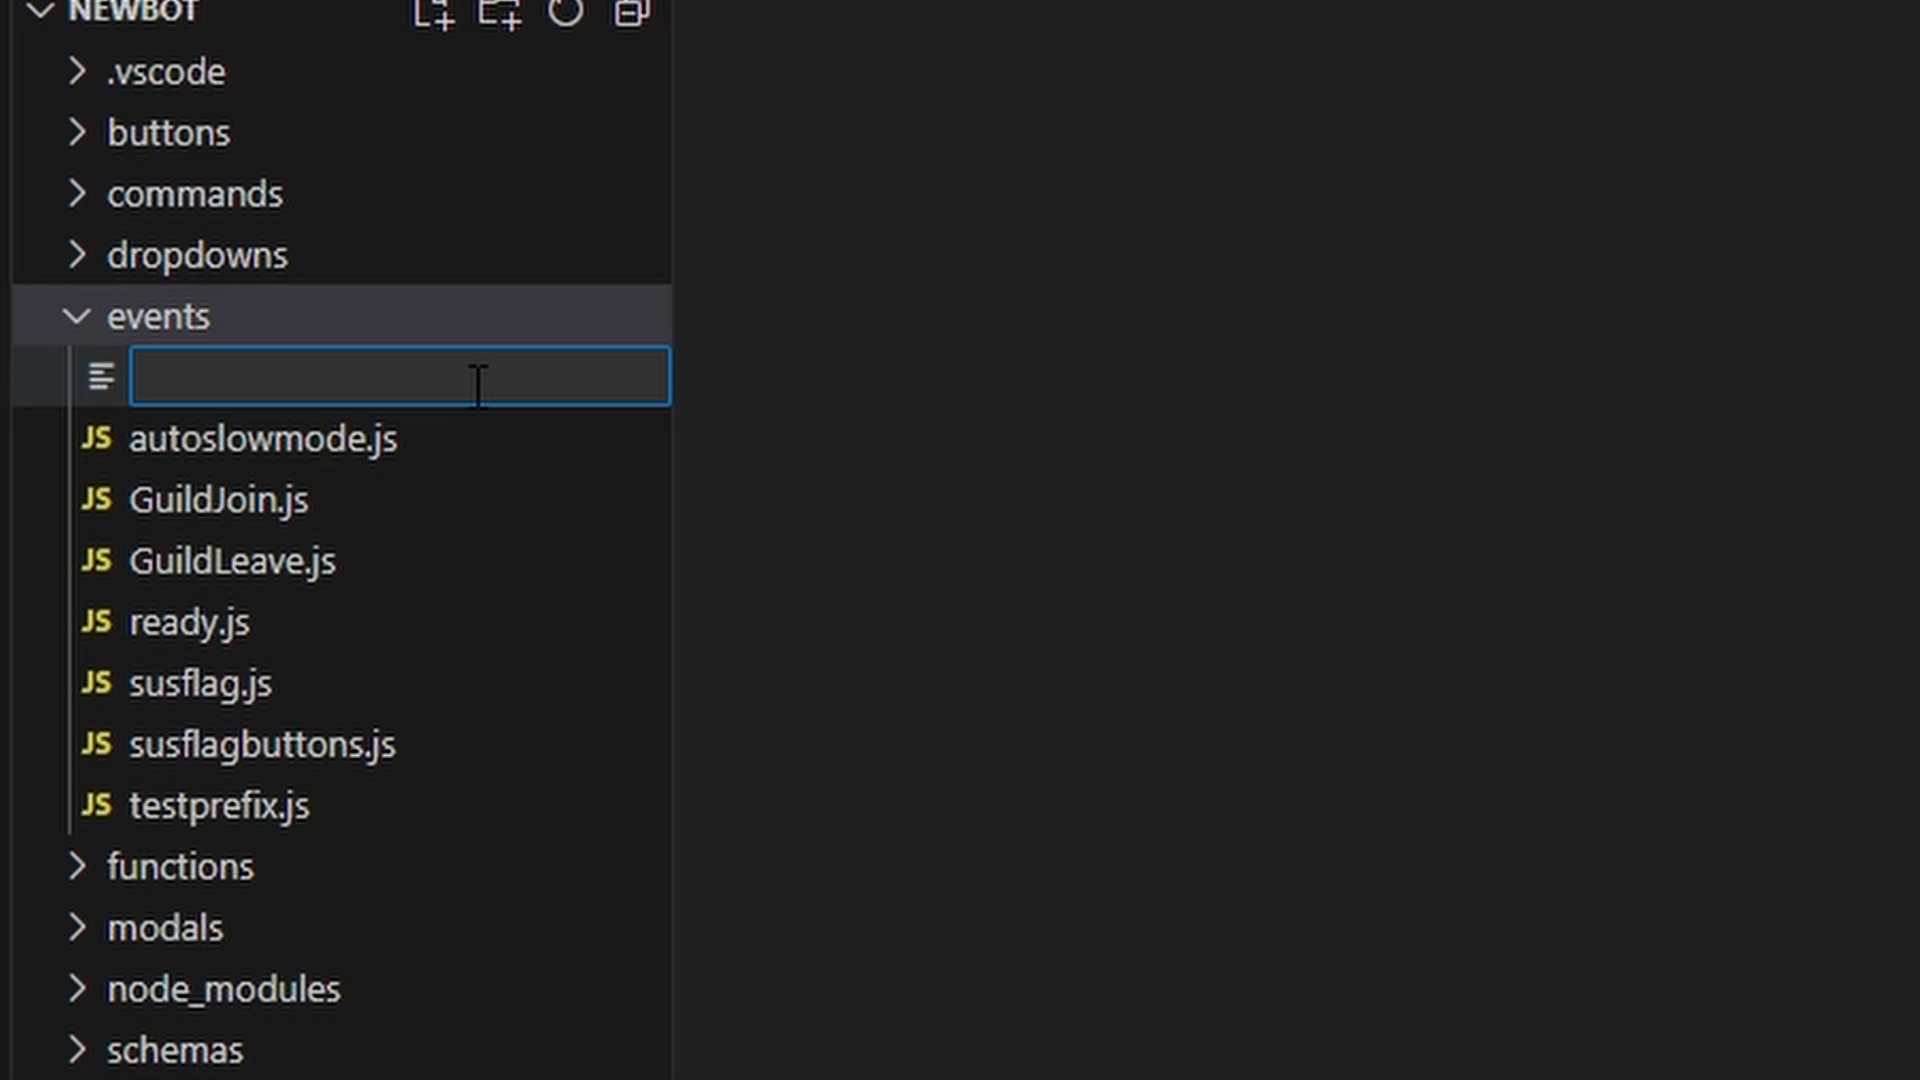 NEWBOT
.vscode
buttons
commands
dropdowns
events
JS autoslowmode.js
JS GuildJoin.js
JS GuildLeave.js
JS ready.js
JS susflag.js
JS susflagbuttons.js
JS testprefix.js
functions
modals
node_modules
schemas